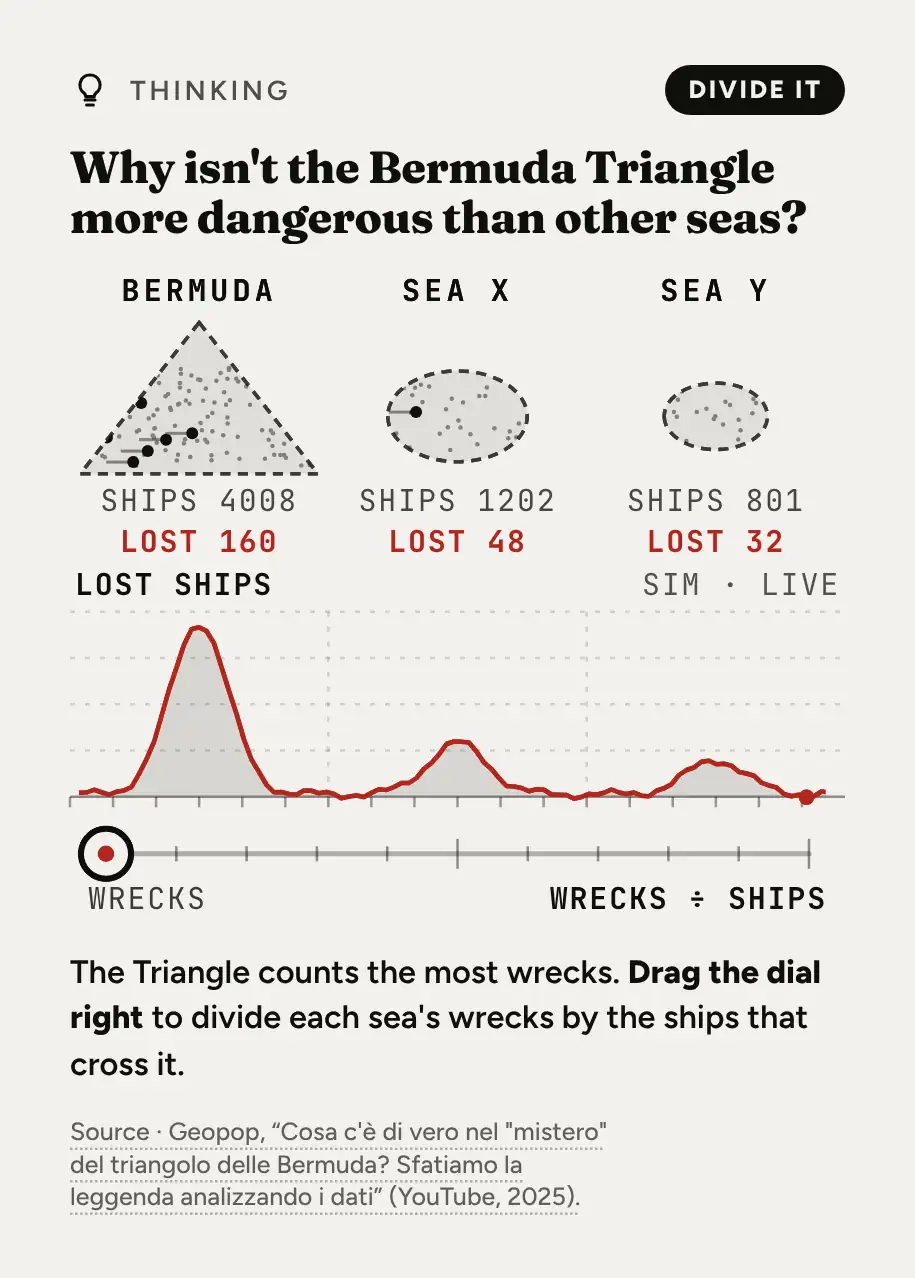 THINKING
DIVIDE IT
Why isn't the Bermuda Triangle
more dangerous than other seas?
BERMUDA
SEA X
SEA Y
SHIPS 4008
SHIPS 1202
SHIPS 801
LOST 160
LOST 48
LOST 32
LOST SHIPS
SIM · LIVE
WRECKS
WRECKS ÷ SHIPS
The Triangle counts the most wrecks. Drag the dial
right to divide each sea's wrecks by the ships that
cross it.
Source · Geopop, “Cosa c'è di vero nel "mistero"
del triangolo delle Bermuda? Sfatiamo la
leggenda analizzando i dati” (YouTube, 2025).